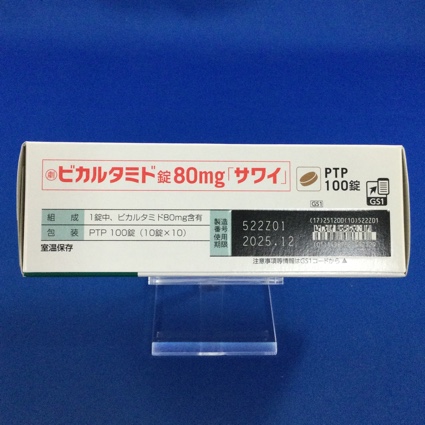 劇 ビカルタミド錠80mg「サワイ」
PTP
100錠
GS1
組成 1錠中、ビカルタミド80mg含有
包装 PTP 100錠（10錠×10）
室温保存
製造番号 522Z01
使用期限 2025.12
GS1
(17)251200(10)522Z01
注意事項等情報はGS1コードから